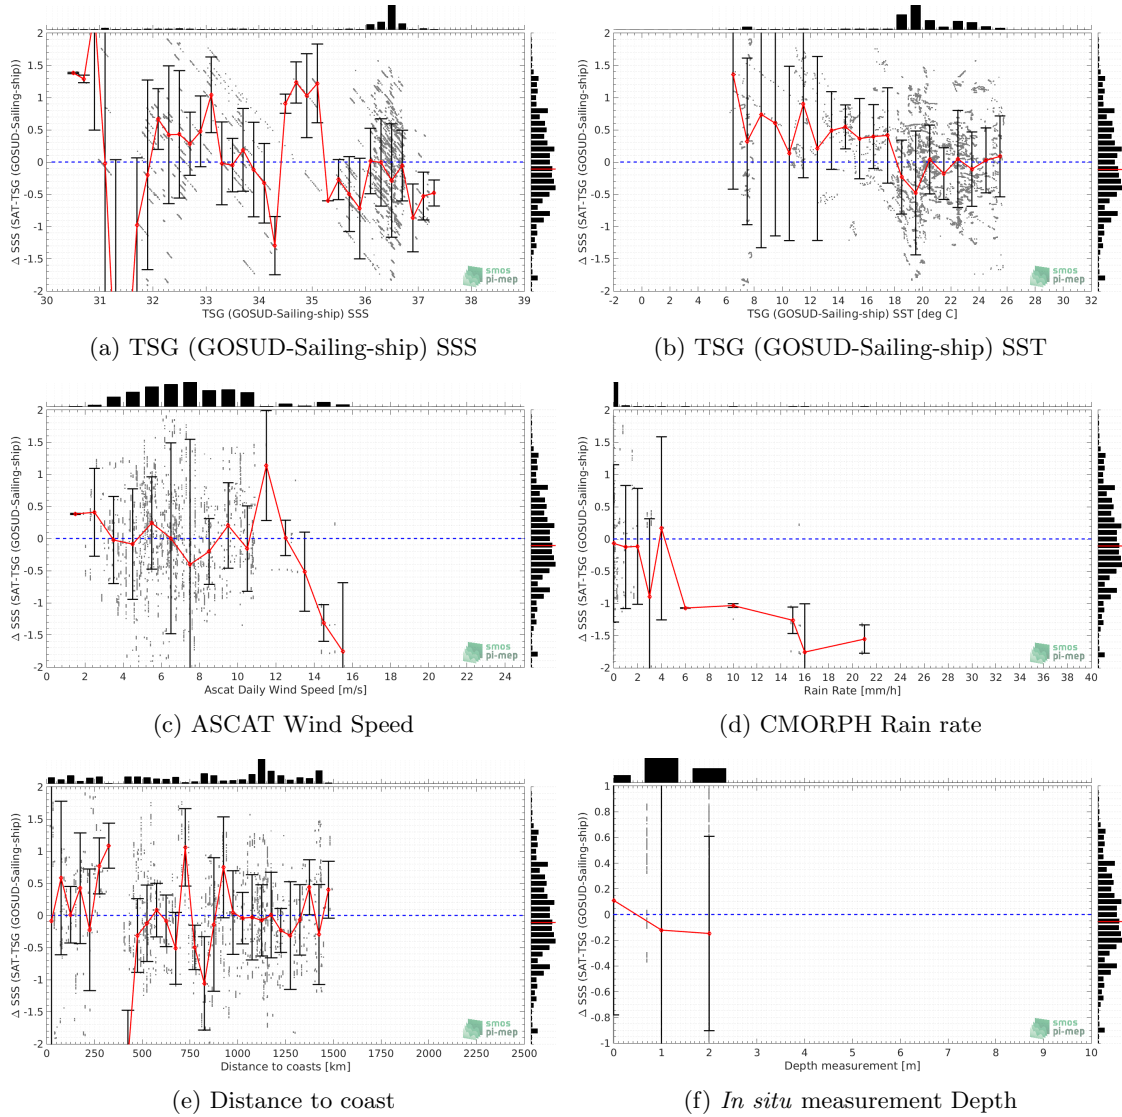 2
1.5
1
0.5
0
-0.5
-1
-1.5
-2
30 31 32 33 34 35 36 37 38 39
TSG (GOSUD-Sailing-ship) SSS
Δ SSS (SAT-TSG (GOSUD-Sailing-ship))
smos
pi-mep
(a) TSG (GOSUD-Sailing-ship) SSS
2
1.5
1
0.5
0
-0.5
-1
-1.5
-2
-2 0 2 4 6 8 10 12 14 16 18 20 22 24 26 28 30 32
TSG (GOSUD-Sailing-ship) SST [deg C]
Δ SSS (SAT-TSG (GOSUD-Sailing-ship))
smos
pi-mep
(b) TSG (GOSUD-Sailing-ship) SST
2
1.5
1
0.5
0
-0.5
-1
-1.5
-2
0 2 4 6 8 10 12 14 16 18 20 22 24
Ascat Daily Wind Speed [m/s]
Δ SSS (SAT-TSG (GOSUD-Sailing-ship))
smos
pi-mep
(c) ASCAT Wind Speed
2
1.5
1
0.5
0
-0.5
-1
-1.5
-2
0 2 4 6 8 10 12 14 16 18 20 22 24 26 28 30 32 34 36 38 40
Rain Rate [mm/h]
Δ SSS (SAT-TSG (GOSUD-Sailing-ship))
smos
pi-mep
(d) CMORPH Rain rate
2
1.5
1
0.5
0
-0.5
-1
-1.5
-2
0 250 500 750 1000 1250 1500 1750 2000 2250 2500
Distance to coasts [km]
Δ SSS (SAT-TSG (GOSUD-Sailing-ship))
smos
pi-mep
(e) Distance to coast
1
0.8
0.6
0.4
0.2
0
-0.2
-0.4
-0.6
-0.8
-1
0 1 2 3 4 5 6 7 8 9 10
Depth measurement [m]
Δ SSS (SAT-TSG (GOSUD-Sailing-ship))
smos
pi-mep
(f) In situ measurement Depth